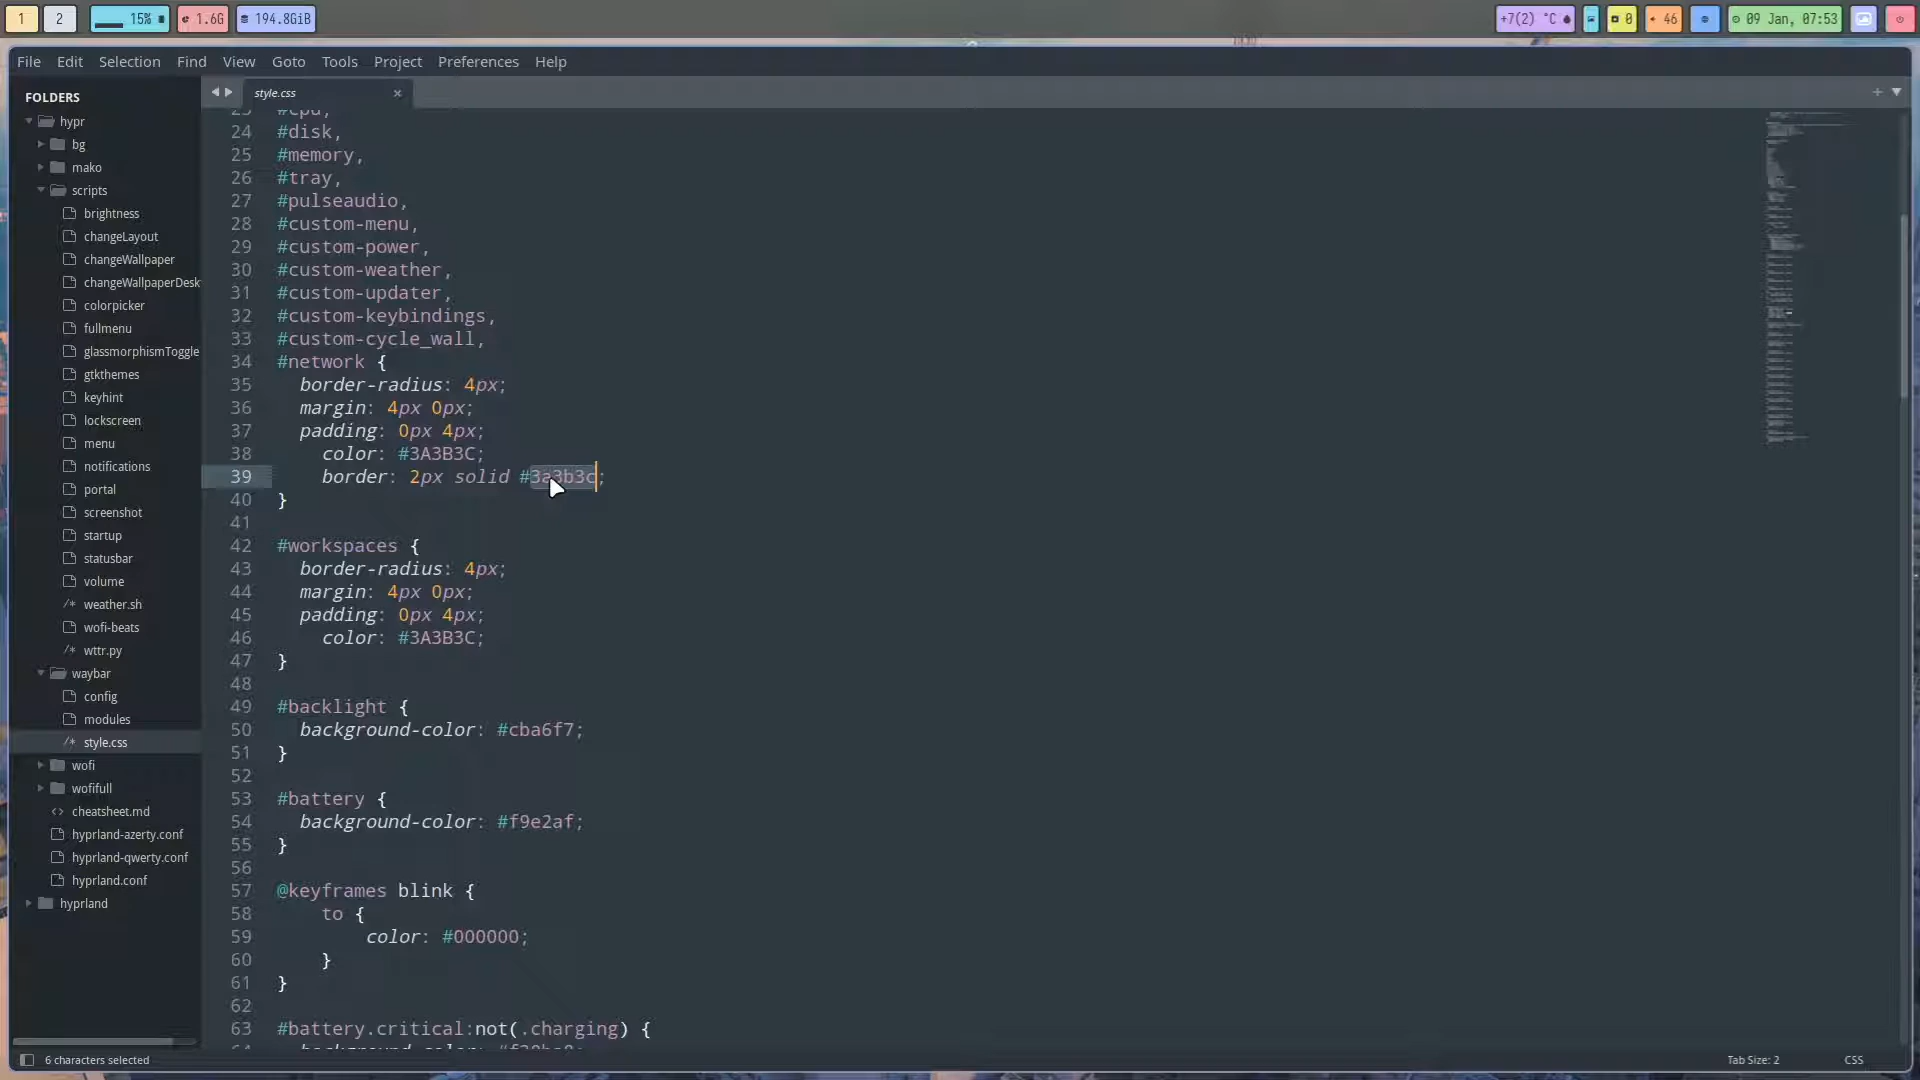 1 2 15% 1.6G 194.8GiB +7(2) °C 0 46 09 Jan, 07:53
File Edit Selection Find View Goto Tools Project Preferences Help
FOLDERS
hypr
bg
mako
scripts
brightness
changeLayout
changeWallpaper
changeWallpaperDesk
colorpicker
fullmenu
glassmorphismToggle
gtkthemes
keyhint
lockscreen
menu
notifications
portal
screenshot
startup
statusbar
volume
/* weather.sh
wofi-beats
/* wttr.py
waybar
config
modules
/* style.css
wofi
wofifull
<> cheatsheet.md
hyprland-azerty.conf
hyprland-qwerty.conf
hyprland.conf
hyprland
style.css ×
23 #cpu,
24 #disk,
25 #memory,
26 #tray,
27 #pulseaudio,
28 #custom-menu,
29 #custom-power,
30 #custom-weather,
31 #custom-updater,
32 #custom-keybindings,
33 #custom-cycle_wall,
34 #network {
35 border-radius: 4px;
36 margin: 4px 0px;
37 padding: 0px 4px;
38 color: #3A3B3C;
39 border: 2px solid #3a3b3c;
40 }
41
42 #workspaces {
43 border-radius: 4px;
44 margin: 4px 0px;
45 padding: 0px 4px;
46 color: #3A3B3C;
47 }
48
49 #backlight {
50 background-color: #cba6f7;
51 }
52
53 #battery {
54 background-color: #f9e2af;
55 }
56
57 @keyframes blink {
58 to {
59 color: #000000;
60 }
61 }
62
63 #battery.critical:not(.charging) {
6 characters selected Tab Size: 2 CSS